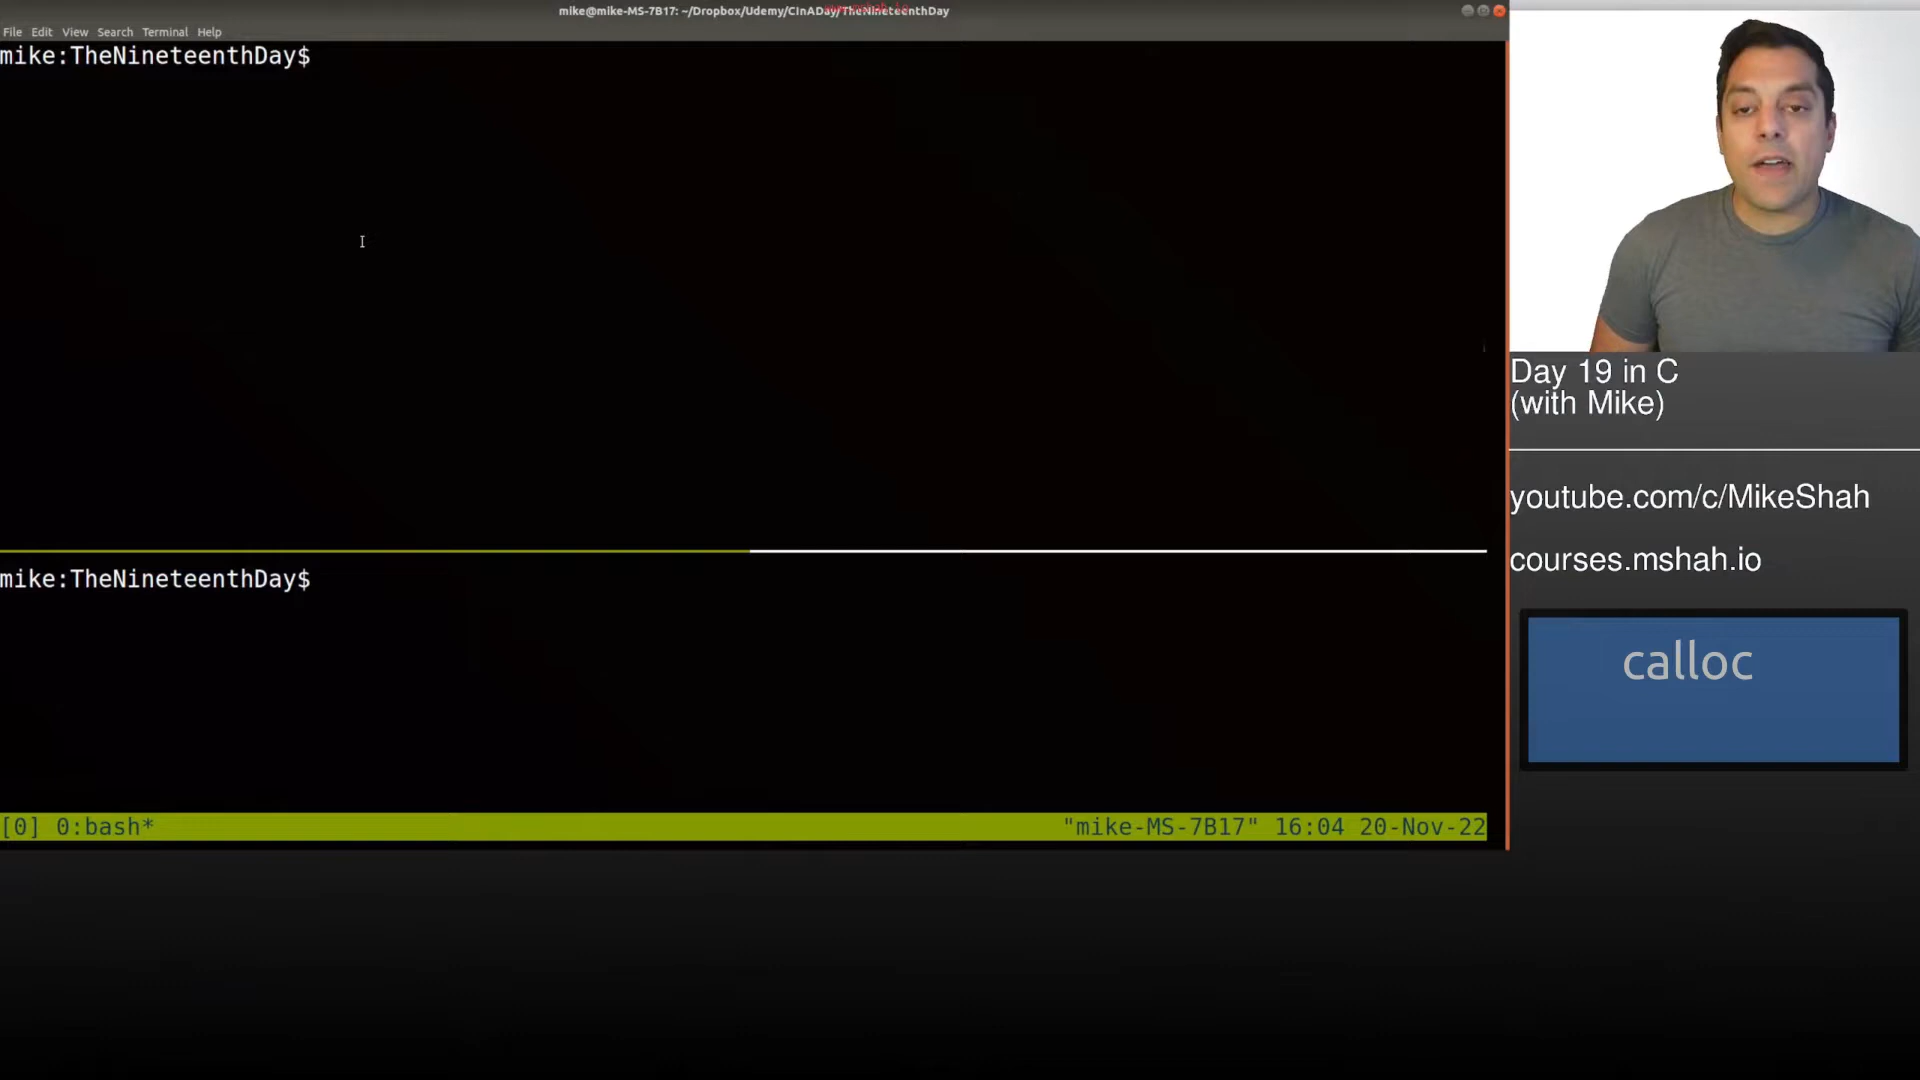 mike@mike-MS-7B17: ~/Dropbox/Udemy/CInADay/TheNineteenthDay
File Edit View Search Terminal Help
mike:TheNineteenthDay$
mike:TheNineteenthDay$
[0] 0:bash* "mike-MS-7B17" 16:04 20-Nov-22
Day 19 in C
(with Mike)
youtube.com/c/MikeShah
courses.mshah.io
calloc